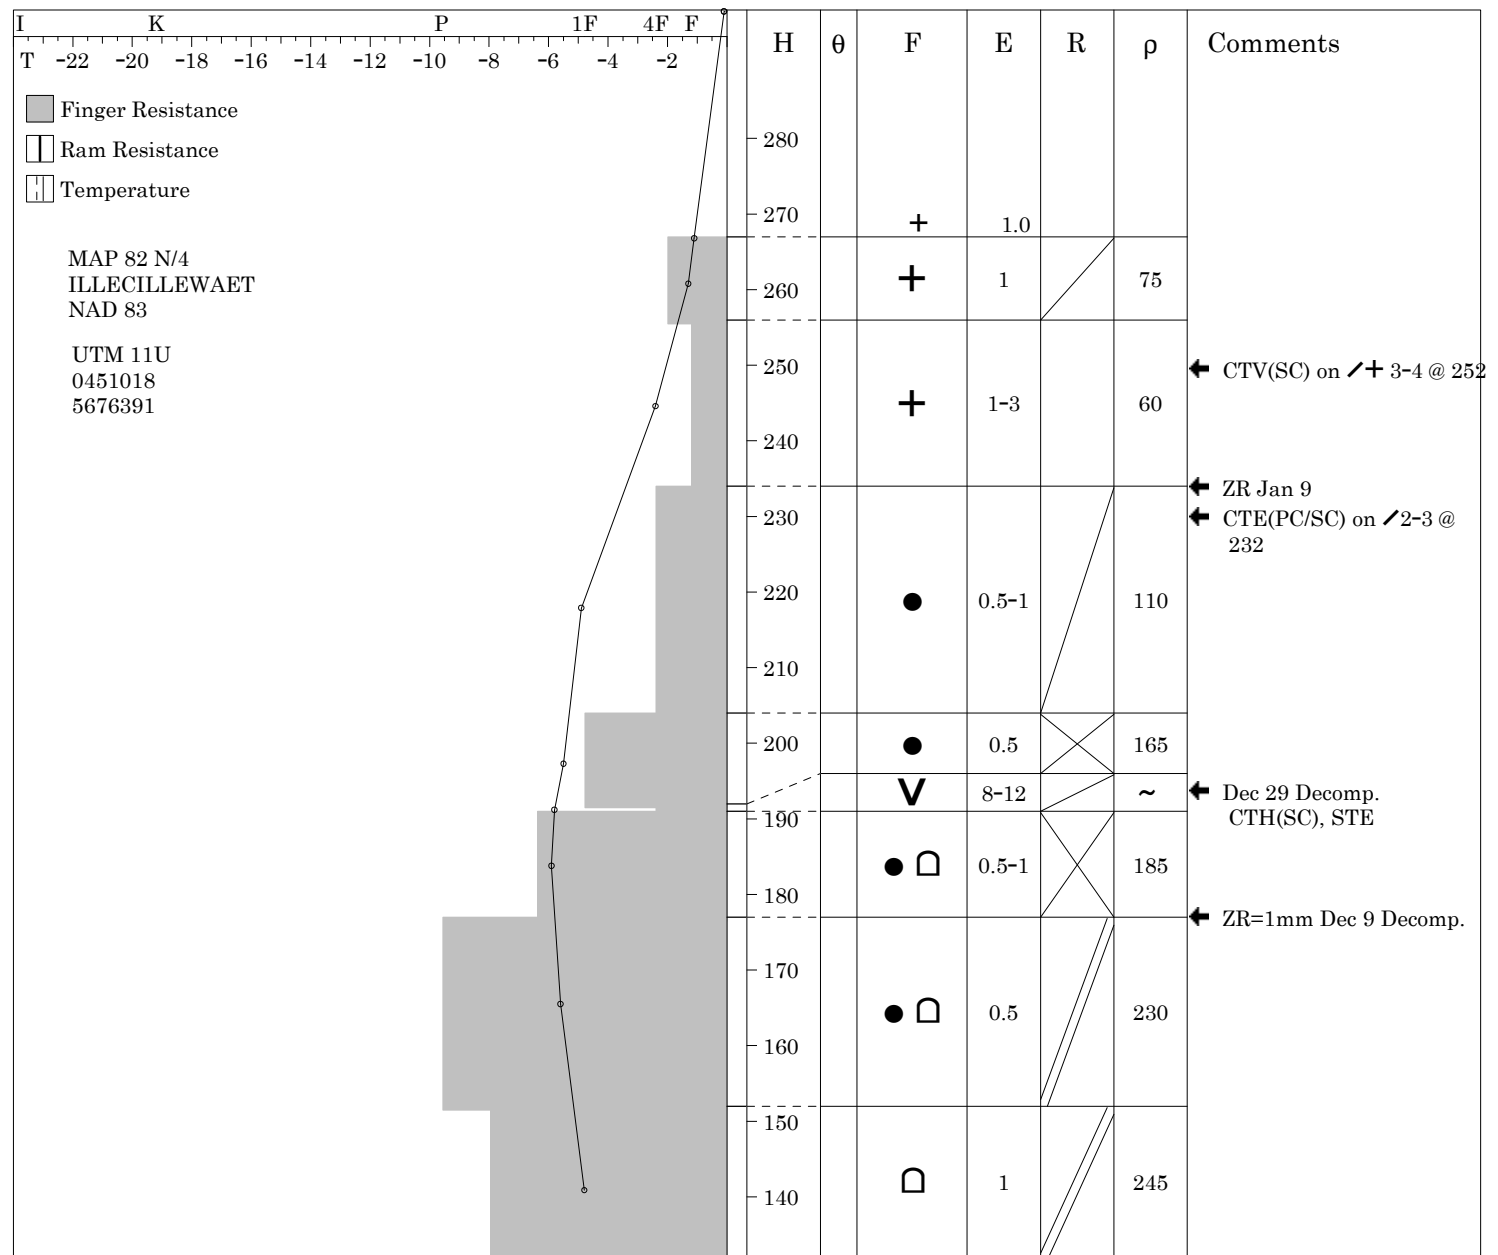 I K P 1F 4F F
T -22 -20 -18 -16 -14 -12 -10 -8 -6 -4 -2
H θ F E R ρ Comments
Finger Resistance
Ram Resistance
Temperature
MAP 82 N/4
ILLECILLEWAET
NAD 83
UTM 11U
0451018
5676391
280
270
+ 1.0
260
+ 1 75
250
CTV(SC) on /+ 3-4 @ 252
+ 1-3 60
240
ZR Jan 9
230
CTE(PC/SC) on /2-3 @
232
220
● 0.5-1 110
210
200
● 0.5 165
V 8-12 ~
Dec 29 Decomp.
CTH(SC), STE
190
● 0.5-1 185
180
ZR=1mm Dec 9 Decomp.
170
● 0.5 230
160
150
1 245
140